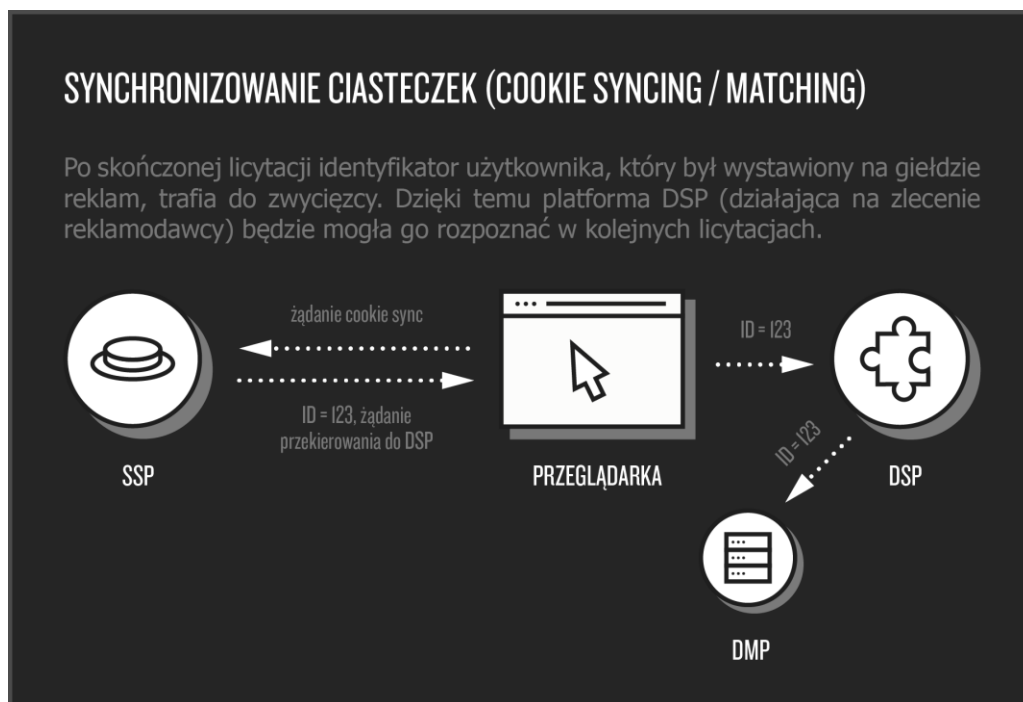 SYNCHRONIZOWANIE CIASTECZEK (COOKIE SYNCING / MATCHING)
Po skończonej licytacji identyfikator użytkownika, który był wystawiony na giełdzie
reklam, trafia do zwycięzcy. Dzięki temu platforma DSP (działająca na zlecenie
reklamodawcy) będzie mogła go rozpoznać w kolejnych licytacjach.
żądanie cookie sync
ID = 123
ID = 123, żądanie
przekierowania do DSP
ID = 123
SSP
PRZEGLĄDARKA
DSP
DMP